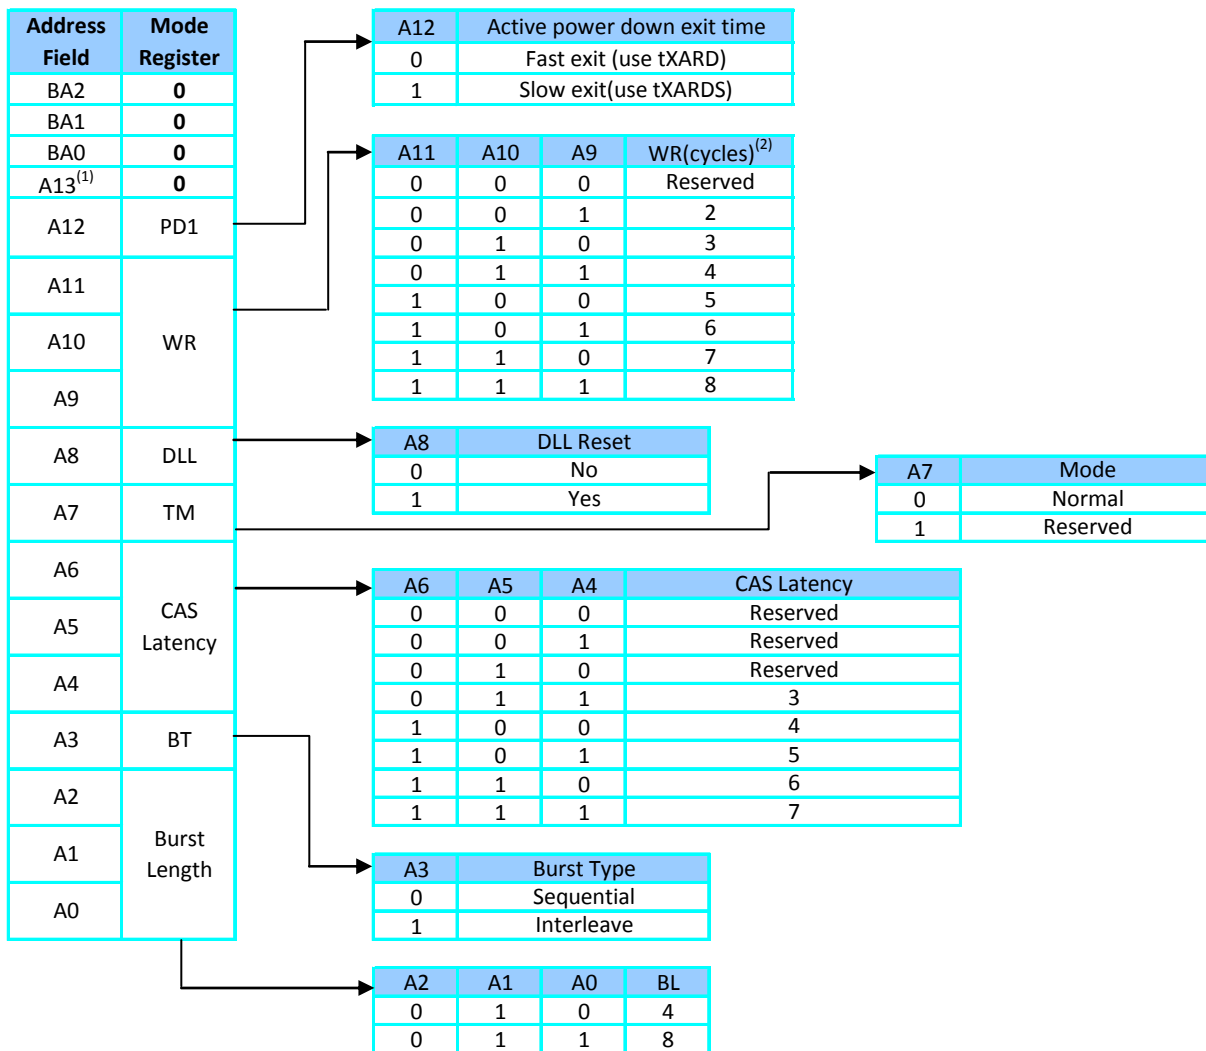 Address Field Mode Register
BA2 0
BA1 0
BA0 0
A13(1) 0
A12 PD1
A11
A10 WR
A9
A8 DLL
A7 TM
A6
A5 CAS Latency
A4
A3 BT
A2
A1 Burst Length
A0
A12 Active power down exit time
0 Fast exit (use tXARD)
1 Slow exit(use tXARDS)
A11 A10 A9 WR(cycles)(2)
0 0 0 Reserved
0 0 1 2
0 1 0 3
0 1 1 4
1 0 0 5
1 0 1 6
1 1 0 7
1 1 1 8
A8 DLL Reset
0 No
1 Yes
A7 Mode
0 Normal
1 Reserved
A6 A5 A4 CAS Latency
0 0 0 Reserved
0 0 1 Reserved
0 1 0 Reserved
0 1 1 3
1 0 0 4
1 0 1 5
1 1 0 6
1 1 1 7
A3 Burst Type
0 Sequential
1 Interleave
A2 A1 A0 BL
0 1 0 4
0 1 1 8